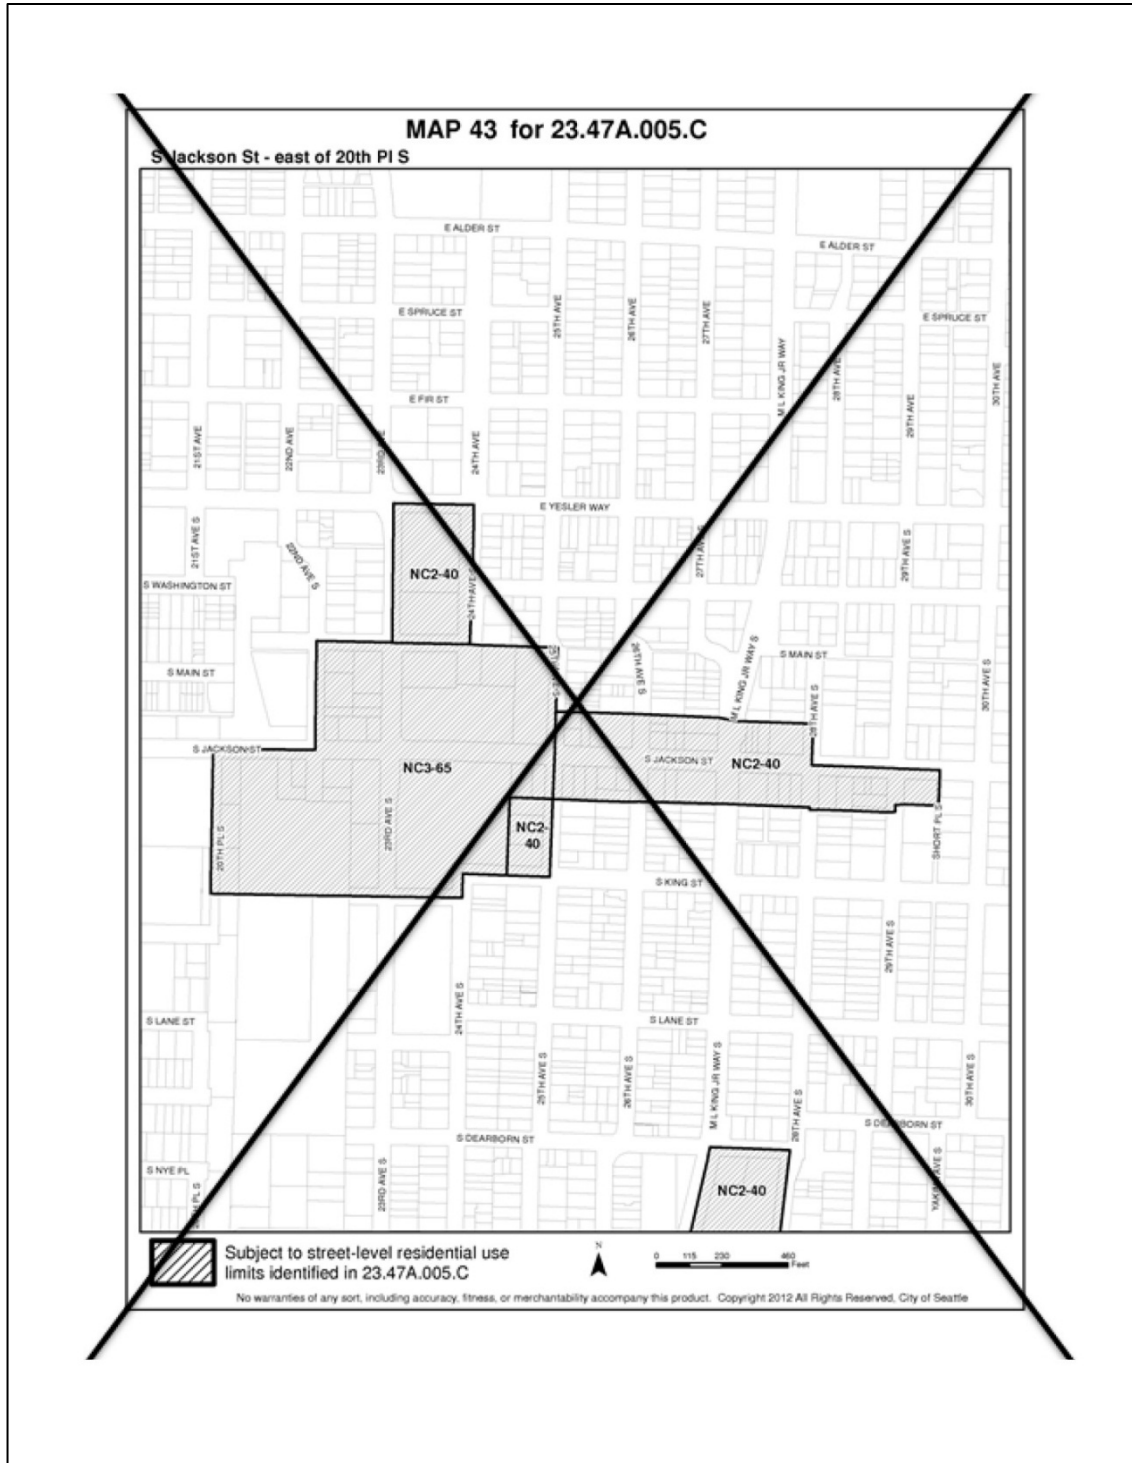 MAP 43 for 23.47A.005.C
S Jackson St - east of 20th Pl S
E ALDER ST
E ALDER ST
E SPRUCE ST
E SPRUCE ST
25TH AVE
26TH AVE
27TH AVE
M L KING JR WAY
28TH AVE
30TH AVE
29TH AVE
E FIR ST
21ST AVE
22ND AVE
24TH AVE
E YESLER WAY
21ST AVE S
22ND AVE S
27TH AVE S
29TH AVE S
S WASHINGTON ST
NC2-40
24TH AVE S
S MAIN ST
26TH AVE S
M L KING JR WAY S
S MAIN ST
30TH AVE S
28TH AVE S
S JACKSON ST
NC3-65
S JACKSON ST
NC2-40
20TH PL S
23RD AVE S
NC2-
40
SHORT PL S
S KING ST
29TH AVE S
24TH AVE S
S LANE ST
S LANE ST
25TH AVE S
26TH AVE S
M L KING JR WAY S
28TH AVE S
30TH AVE S
S DEARBORN ST
S DEARBORN ST
S NYE PL
23RD AVE S
NC2-40
Subject to street-level residential use
limits identified in 23.47A.005.C
N
0 115 230 460
Feet
No warranties of any sort, including accuracy, fitness, or merchantability accompany this product. Copyright 2012 All Rights Reserved, City of Seattle